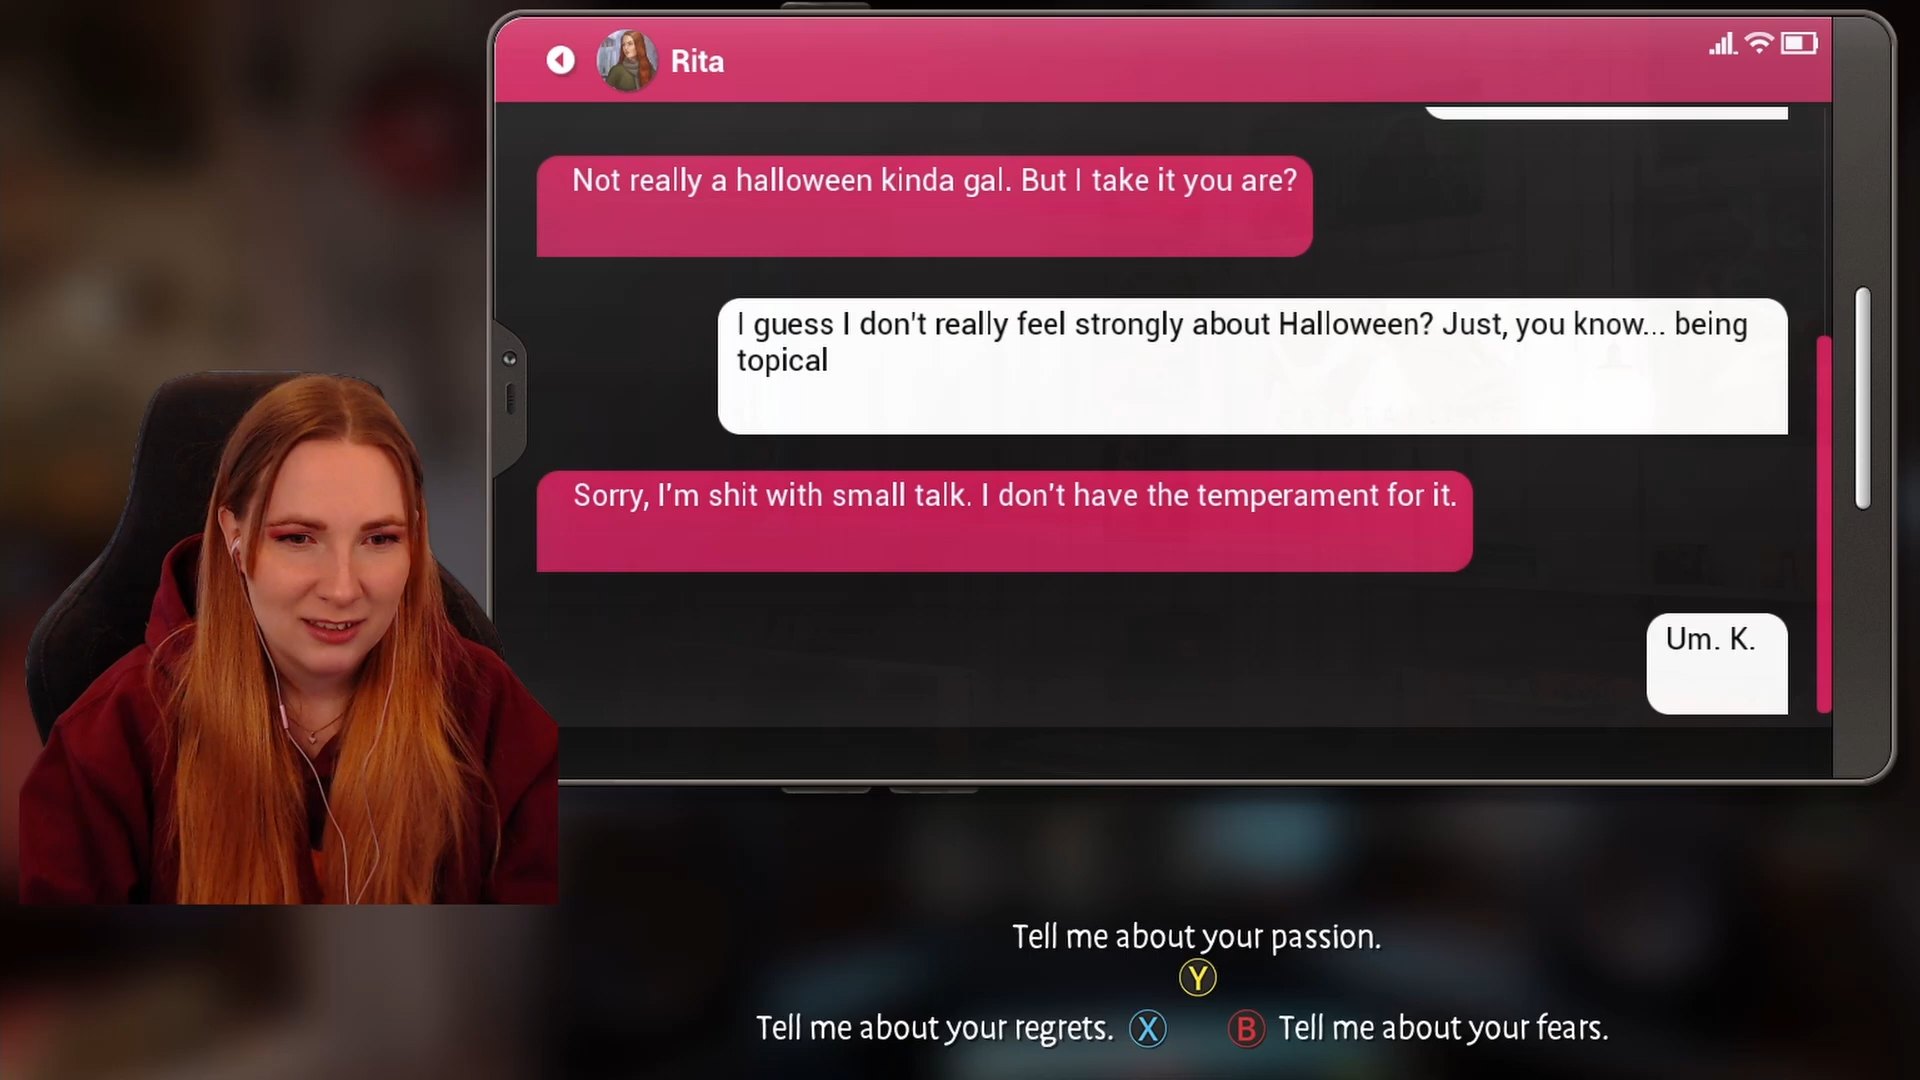 Rita
Not really a halloween kinda gal. But I take it you are?
I guess I don't really feel strongly about Halloween? Just, you know... being
topical
Sorry, I'm shit with small talk. I don't have the temperament for it.
Um. K.
Tell me about your passion.
Y
Tell me about your regrets. X B Tell me about your fears.